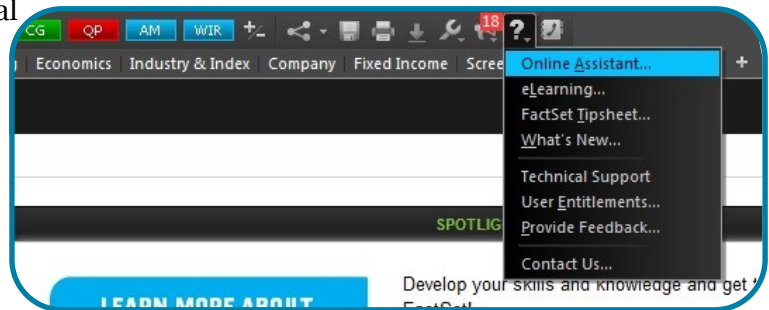 al
CG QP AM WIR 18 ?
Economics Industry & Index Company Fixed Income Scree +
Online Assistant...
eLearning...
FactSet Tipsheet...
What's New...
Technical Support
User Entitlements...
Provide Feedback...
Contact Us...
SPOTLIG
LEARN MORE ABOUT
Develop your skills and knowledge and get
FactSet!